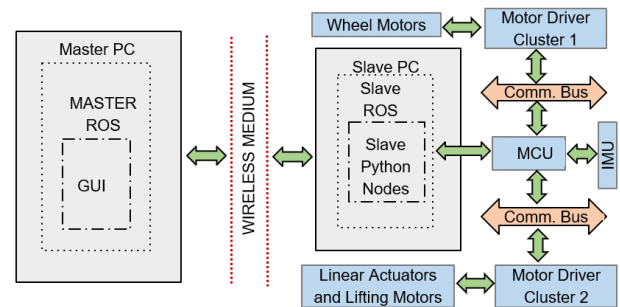 Master PC
MASTER
ROS
GUI
WIRELESS MEDIUM
Slave PC
Slave
ROS
Slave
Python
Nodes
Wheel Motors
Motor Driver
Cluster 1
Comm. Bus
MCU
IMU
Comm. Bus
Linear Actuators
and Lifting Motors
Motor Driver
Cluster 2